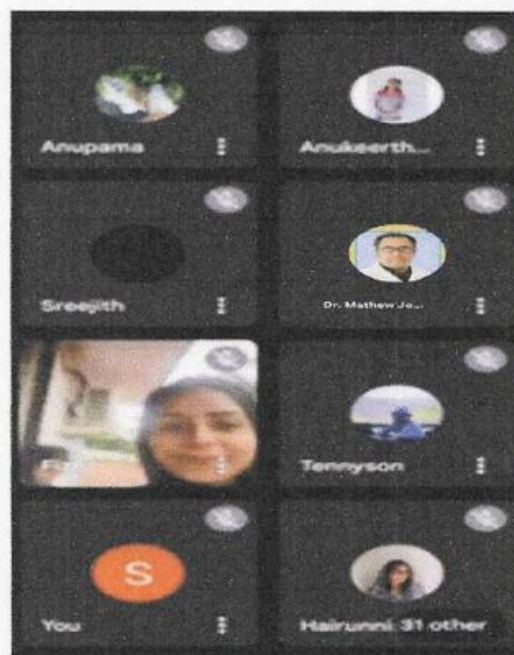 Anupama
Anukeerth...
Sreejith
Dr. Mathew Jo...
Tennyson
S
You
Hairunni: 31 other